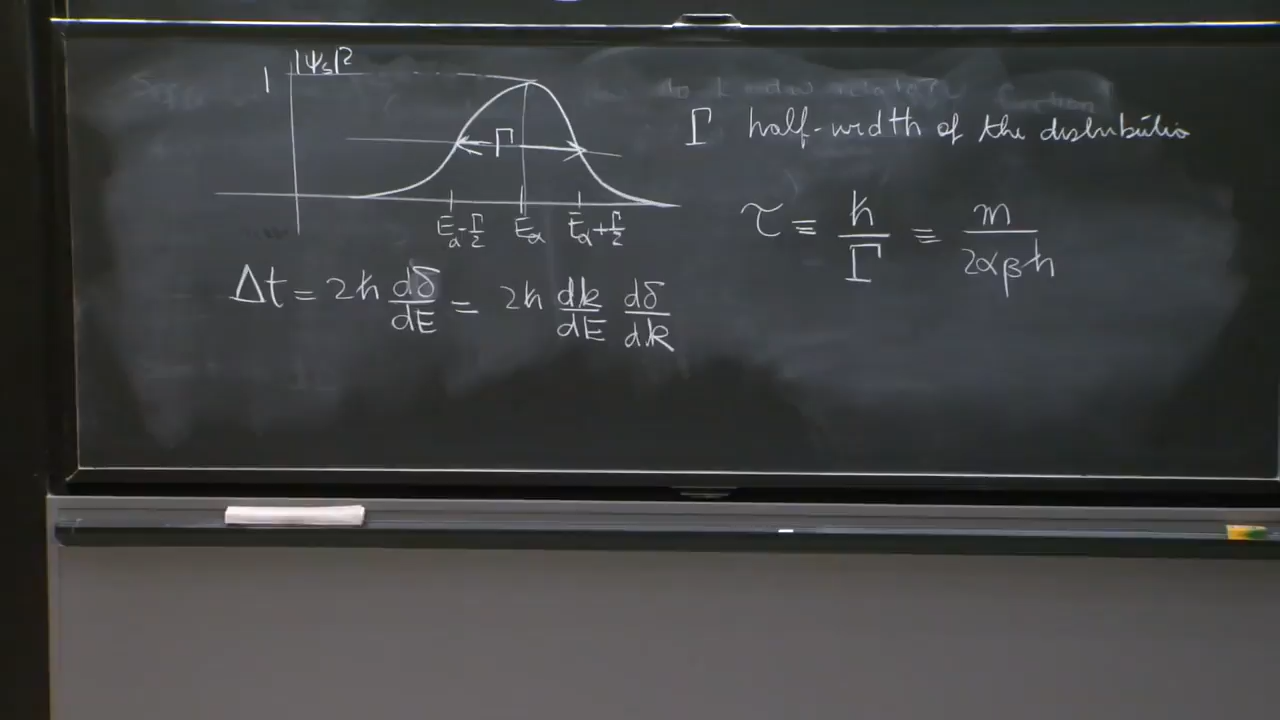 |ψₛ|²
1
Γ
E_α-Γ/2 E_α E_α+Γ/2
Γ half-width of the distributio
τ ≡ ħ/Γ = m/2αβħ
Δt = 2ħ dδ/dE = 2ħ dk/dE dδ/dk